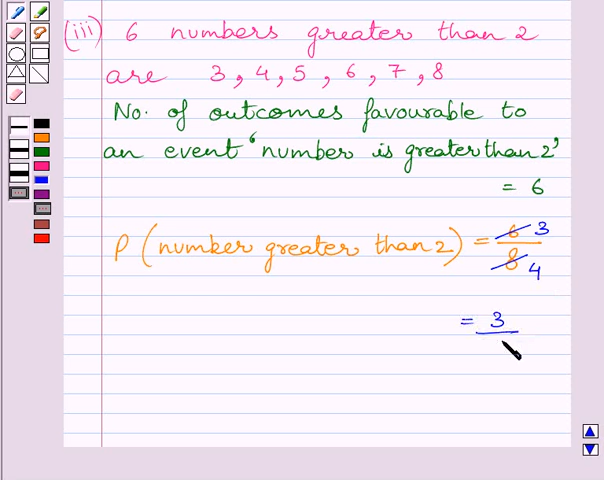 (iii) 6 numbers greater than 2
are 3, 4, 5, 6, 7, 8
No. of outcomes favourable to
an event 'number is greater than 2'
= 6
P (number greater than 2) = 6/8 3 4
= 3